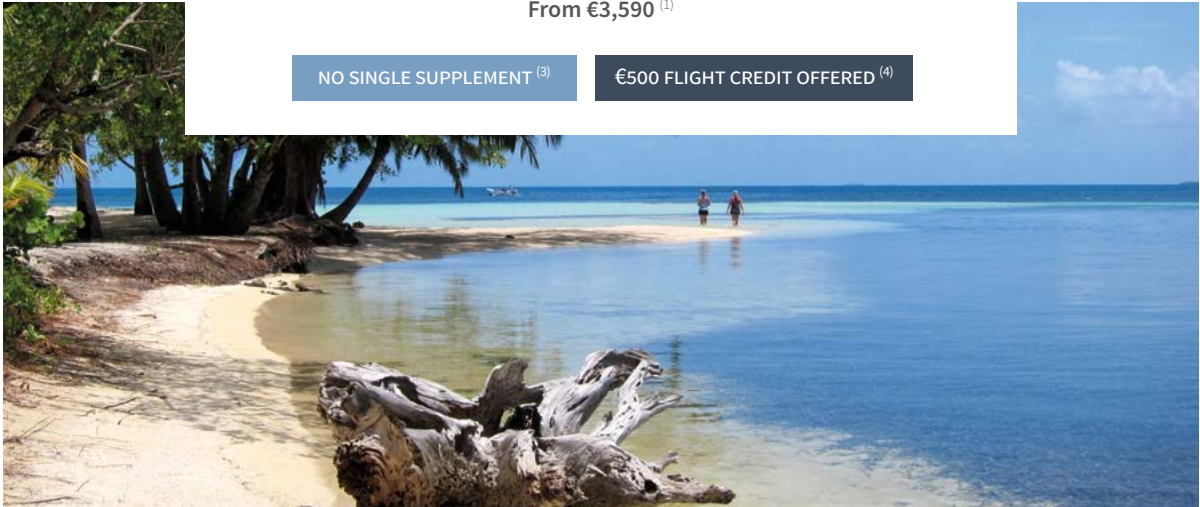 From €3,590 (1)
NO SINGLE SUPPLEMENT (3)
€500 FLIGHT CREDIT OFFERED (4)